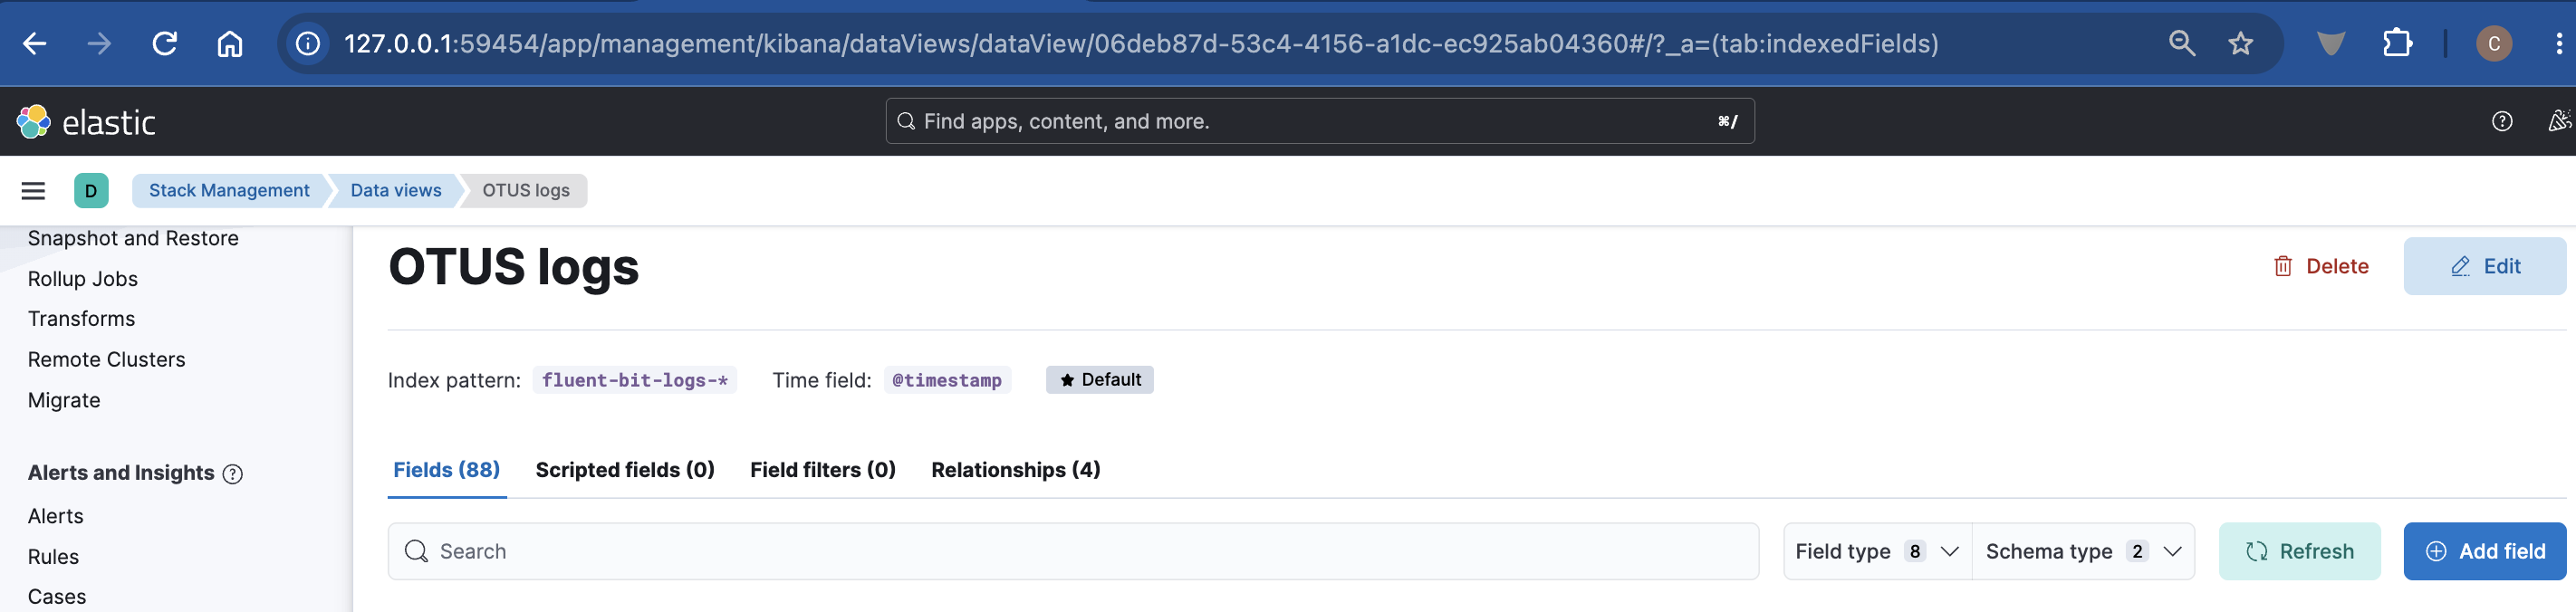 127.0.0.1:59454/app/management/kibana/dataViews/dataView/06deb87d-53c4-4156-a1dc-ec925ab04360#/?_a=(tab:indexedFields)
C
elastic
Find apps, content, and more.
⌘/
D
Stack Management
Data views
OTUS logs
Snapshot and Restore
Rollup Jobs
Transforms
Remote Clusters
Migrate
Alerts and Insights
Alerts
Rules
Cases
OTUS logs
Delete
Edit
Index pattern: fluent-bit-logs-* Time field: @timestamp Default
Fields (88) Scripted fields (0) Field filters (0) Relationships (4)
Search
Field type 8
Schema type 2
Refresh
Add field